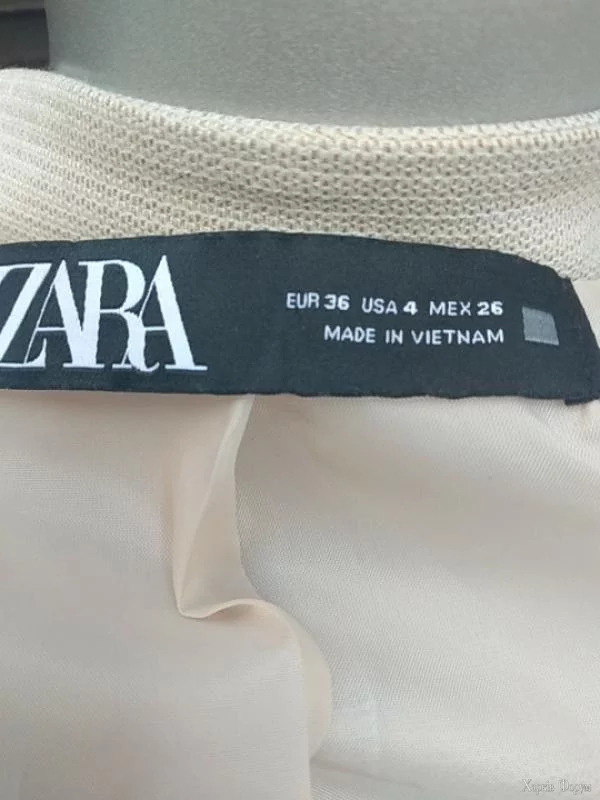 ZARA
EUR 36 USA 4 MEX 26
MADE IN VIETNAM